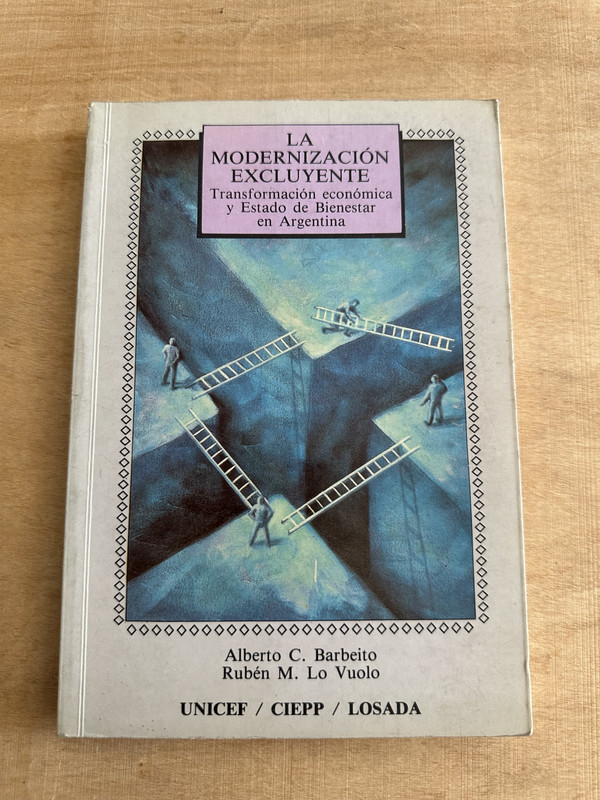 LA
MODERNIZACIÓN
EXCLUYENTE
Transformación económica
y Estado de Bienestar
en Argentina
Alberto C. Barbeito
Rubén M. Lo Vuolo
UNICEF / CIEPP / LOSADA